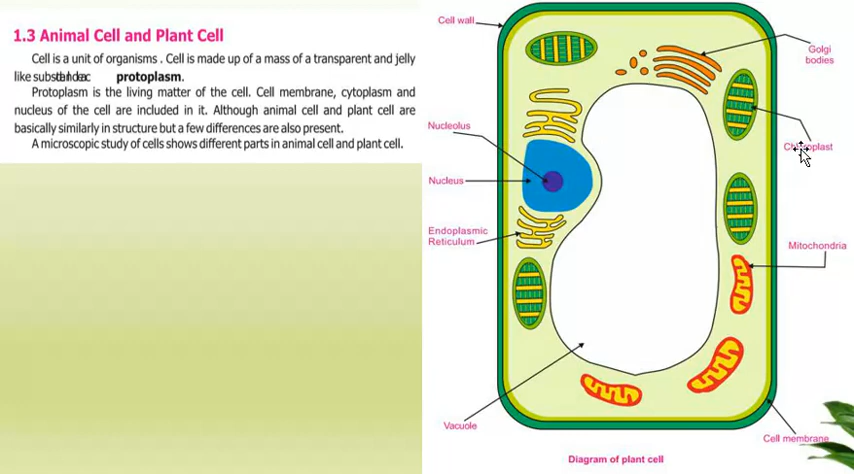 1.3 Animal Cell and Plant Cell
Cell is a unit of organisms . Cell is made up of a mass of a transparent and jelly
like protoplasm.
Protoplasm is the living matter of the cell. Cell membrane, cytoplasm and
nucleus of the cell are included in it. Although animal cell and plant cell are
basically similarly in structure but a few differences are also present.
A microscopic study of cells shows different parts in animal cell and plant cell.
Cell wall
Golgi
bodies
Nucleolus
Chloroplast
Nucleus
Endoplasmic
Reticulum
Mitochondria
Vacuole
Cell membrane
Diagram of plant cell